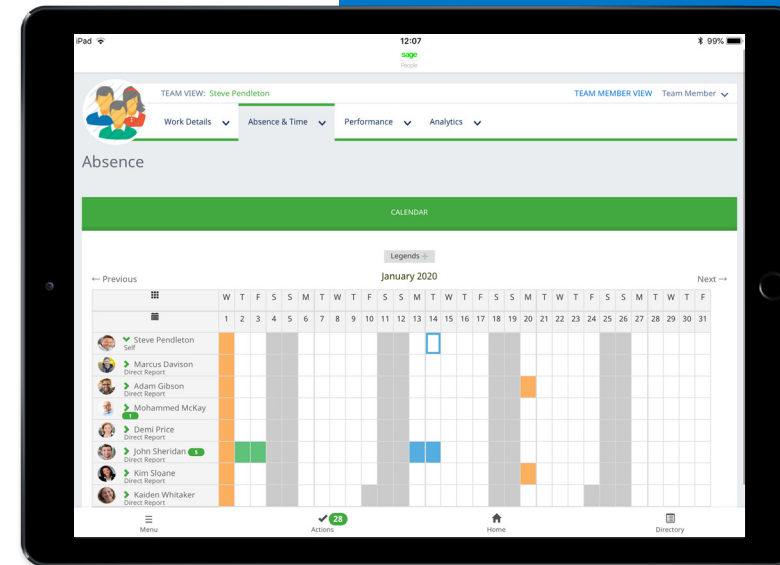 iPad 12:07 99%
sage
People
TEAM VIEW: Steve Pendleton TEAM MEMBER VIEW Team Member
Work Details Absence & Time Performance Analytics
Absence
CALENDAR
Legends +
← Previous January 2020 Next →
W T F S S M T W T F S S M T W T F S S M T W T F S S M T W T F
1 2 3 4 5 6 7 8 9 10 11 12 13 14 15 16 17 18 19 20 21 22 23 24 25 26 27 28 29 30 31
Steve Pendleton
Self
Marcus Davison
Direct Report
Adam Gibson
Direct Report
Mohammed McKay
1
Demi Price
Direct Report
John Sheridan 5
Direct Report
Kim Sloane
Direct Report
Kaiden Whitaker
Direct Report
28
Menu Actions Home Directory